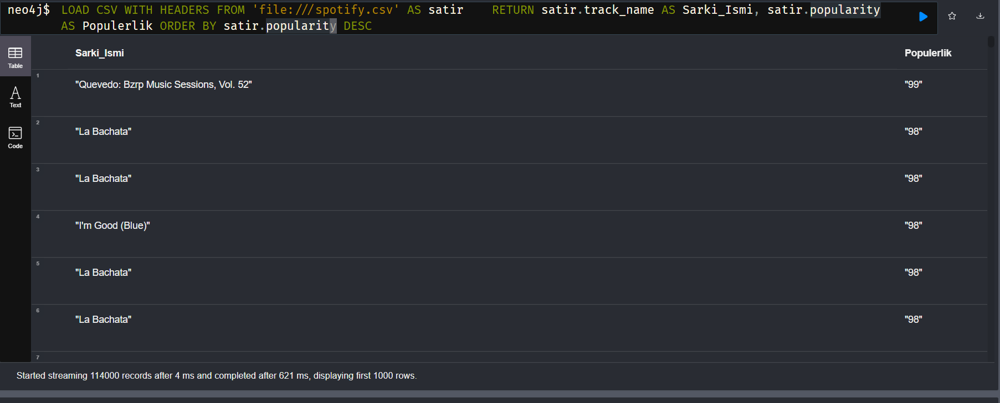 neo4j$ LOAD CSV WITH HEADERS FROM 'file:///spotify.csv' AS satir    RETURN satir.track_name AS Sarki_Ismi, satir.popularity
AS Populerlik ORDER BY satir.popularity DESC
Table
Text
Code
Sarki_Ismi Populerlik
1
"Quevedo: Bzrp Music Sessions, Vol. 52" "99"
2
"La Bachata" "98"
3
"La Bachata" "98"
4
"I'm Good (Blue)" "98"
5
"La Bachata" "98"
6
"La Bachata" "98"
7
Started streaming 114000 records after 4 ms and completed after 621 ms, displaying first 1000 rows.